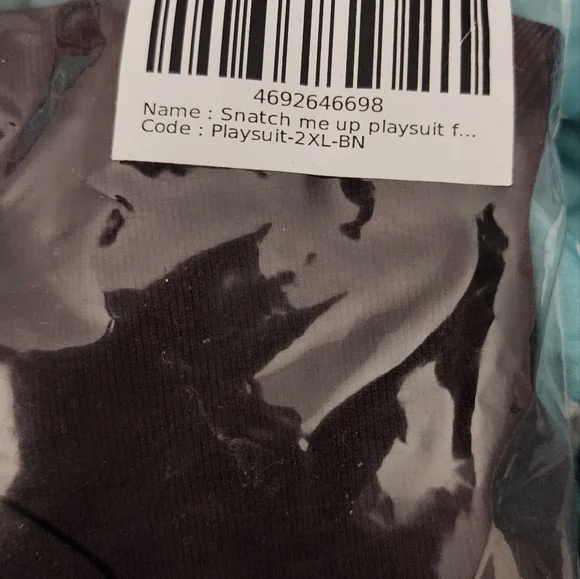 4692646698
Name : Snatch me up playsuit f...
Code : Playsuit-2XL-BN